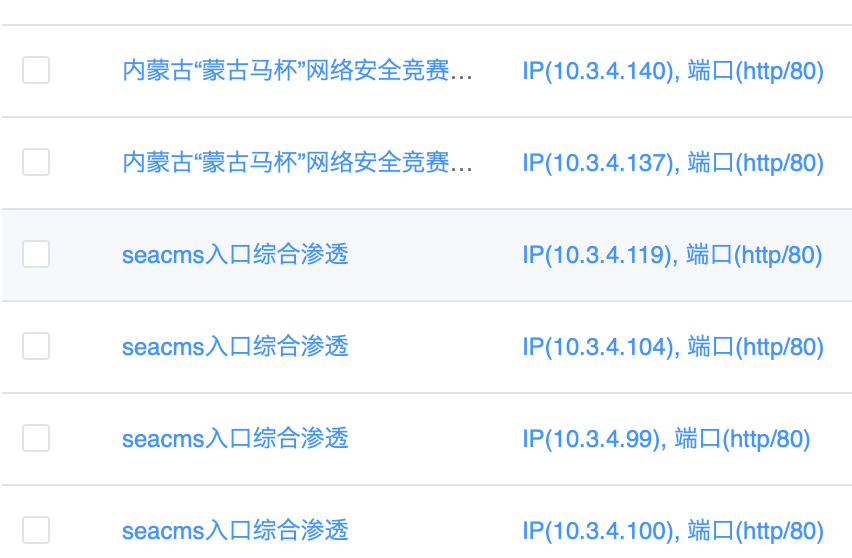 内蒙古“蒙古马杯”网络安全竞赛... IP(10.3.4.140), 端口(http/80)
内蒙古“蒙古马杯”网络安全竞赛... IP(10.3.4.137), 端口(http/80)
seacms入口综合渗透 IP(10.3.4.119), 端口(http/80)
seacms入口综合渗透 IP(10.3.4.104), 端口(http/80)
seacms入口综合渗透 IP(10.3.4.99), 端口(http/80)
seacms入口综合渗透 IP(10.3.4.100), 端口(http/80)